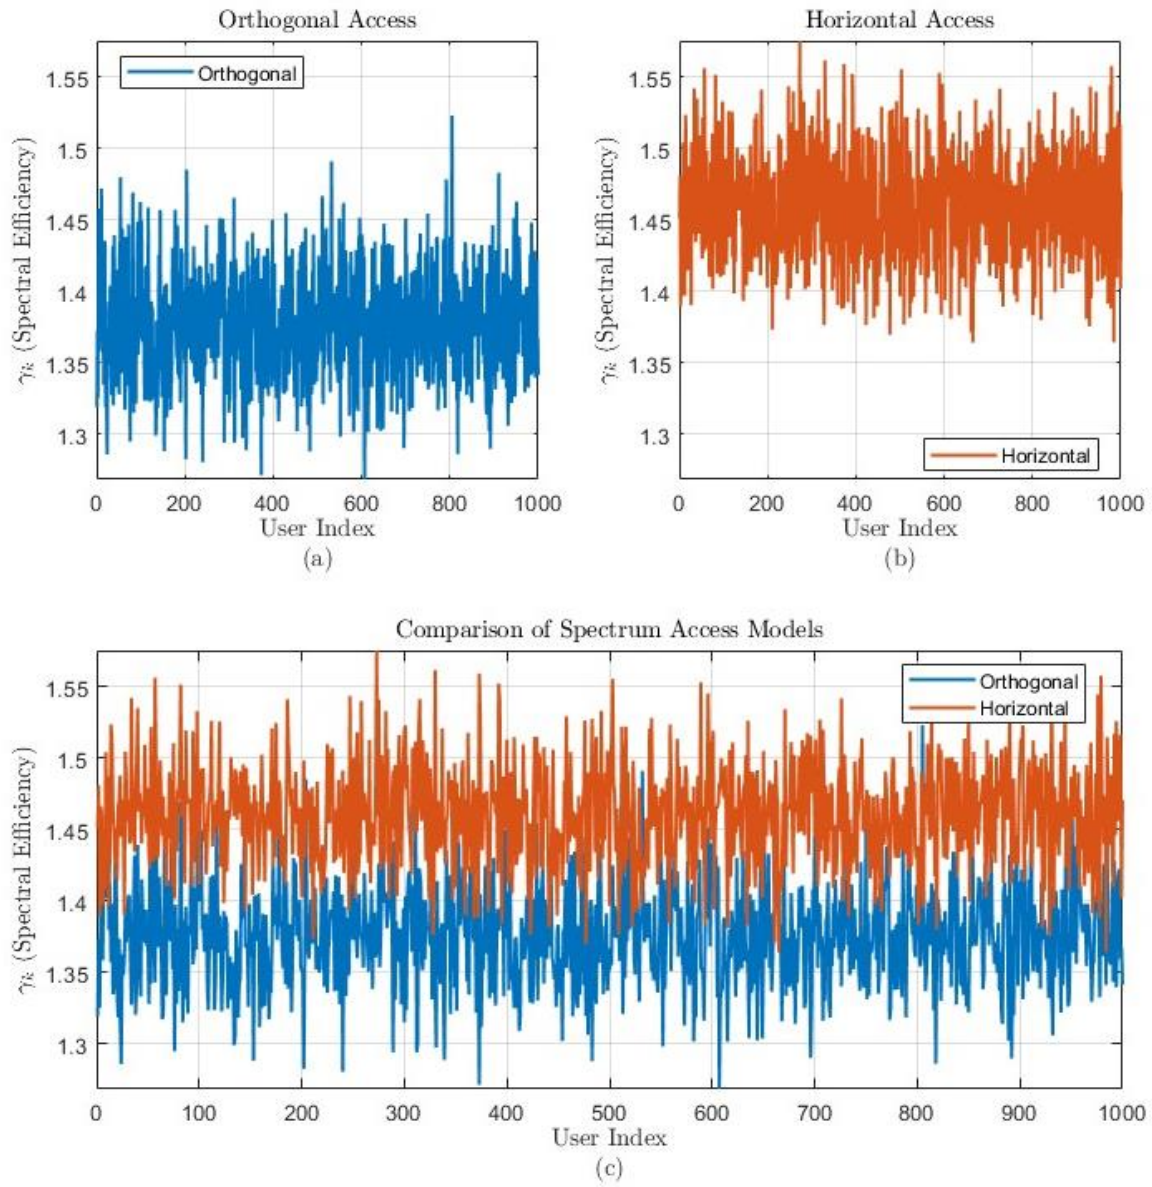 Orthogonal Access
Orthogonal
1.55
1.5
1.45
1.4
1.35
1.3
γₖ (Spectral Efficiency)
0 200 400 600 800 1000
User Index
(a)
Horizontal Access
1.55
1.5
1.45
1.4
1.35
1.3
γₖ (Spectral Efficiency)
Horizontal
0 200 400 600 800 1000
User Index
(b)
Comparison of Spectrum Access Models
Orthogonal
Horizontal
1.55
1.5
1.45
1.4
1.35
1.3
γₖ (Spectral Efficiency)
0 100 200 300 400 500 600 700 800 900 1000
User Index
(c)